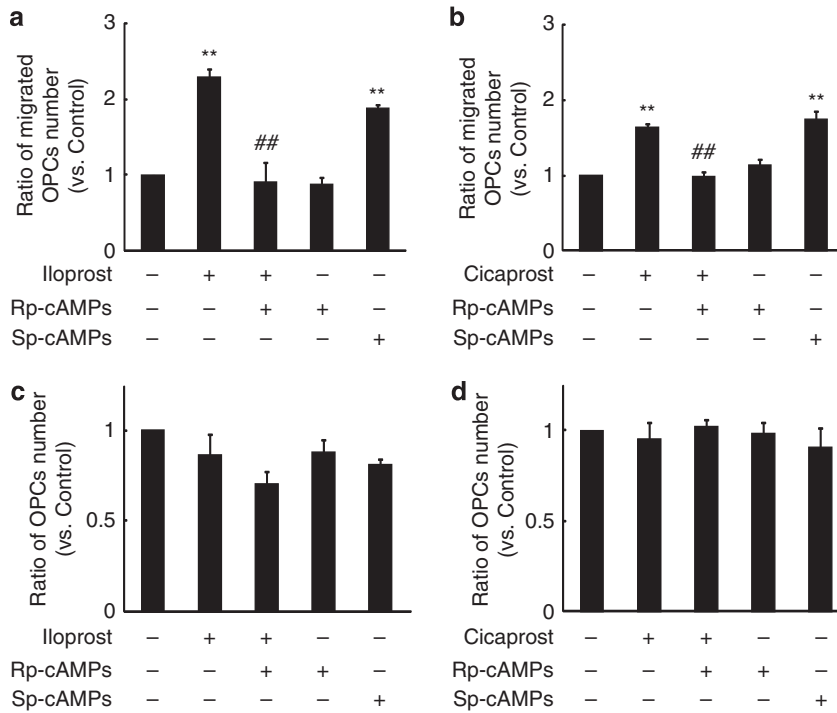 a
Ratio of migrated
OPCs number
(vs. Control)
3
2
1
0
**
##
**
Iloprost − + + − −
Rp-cAMPs − − + + −
Sp-cAMPs − − − − +
b
Ratio of migrated
OPCs number
(vs. Control)
3
2
1
0
**
##
**
Cicaprost − + + − −
Rp-cAMPs − − + + −
Sp-cAMPs − − − − +
c
Ratio of OPCs number
(vs. Control)
1
0.5
0
Iloprost − + + − −
Rp-cAMPs − − + + −
Sp-cAMPs − − − − +
d
Ratio of OPCs number
(vs. Control)
1
0.5
0
Cicaprost − + + − −
Rp-cAMPs − − + + −
Sp-cAMPs − − − − +